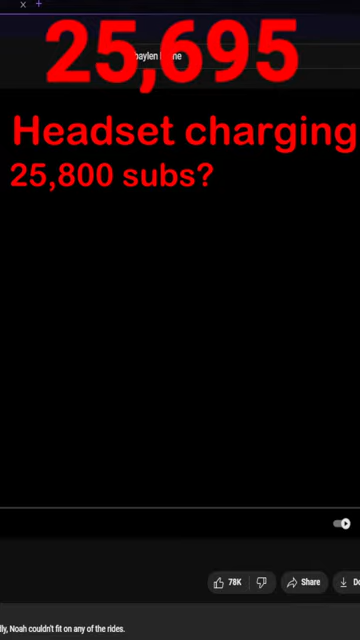 25,695
Headset charging
25,800 subs?
78K
Share
lly, Noah couldn't fit on any of the rides.